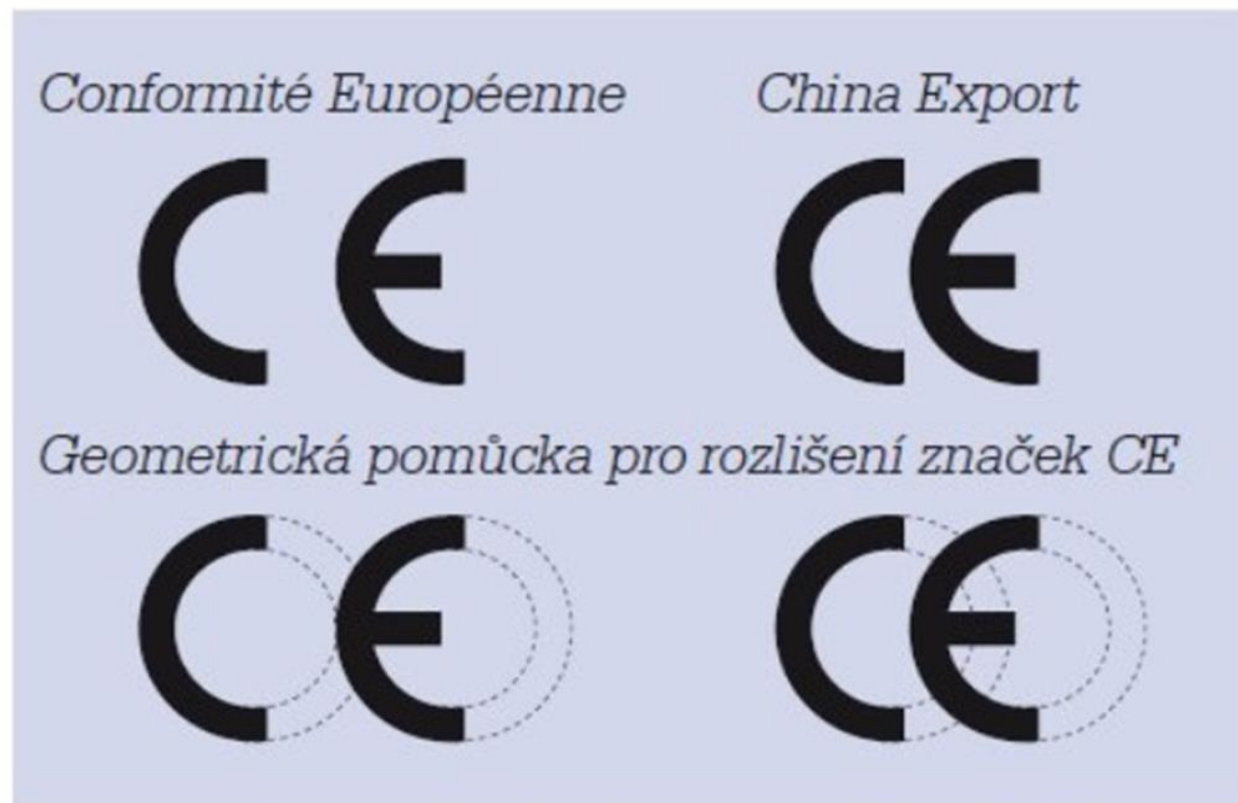 Conformité Européenne
China Export
CE
CE
Geometrická pomůcka pro rozlišení značek CE
CE
CE